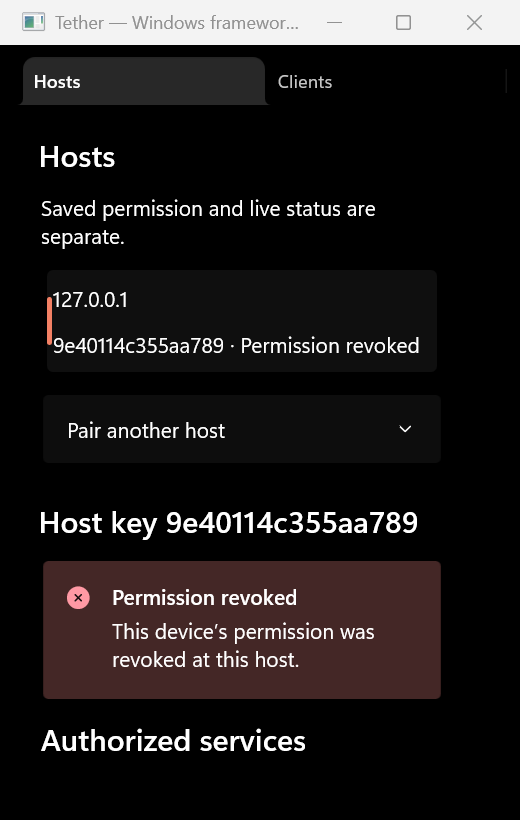 Tether — Windows framewor...
Hosts
Clients
Hosts
Saved permission and live status are
separate.
127.0.0.1
9e40114c355aa789 · Permission revoked
Pair another host
Host key 9e40114c355aa789
Permission revoked
This device’s permission was
revoked at this host.
Authorized services